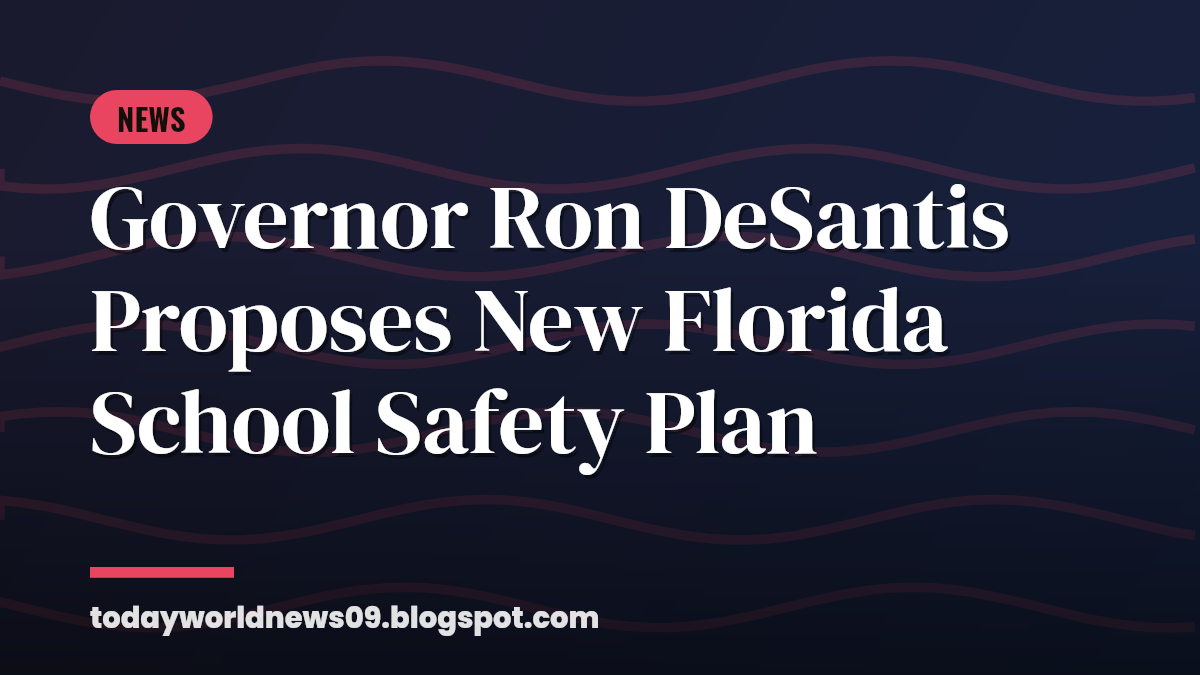 NEWS
Governor Ron DeSantis
Proposes New Florida
School Safety Plan
todayworldnews09.blogspot.com